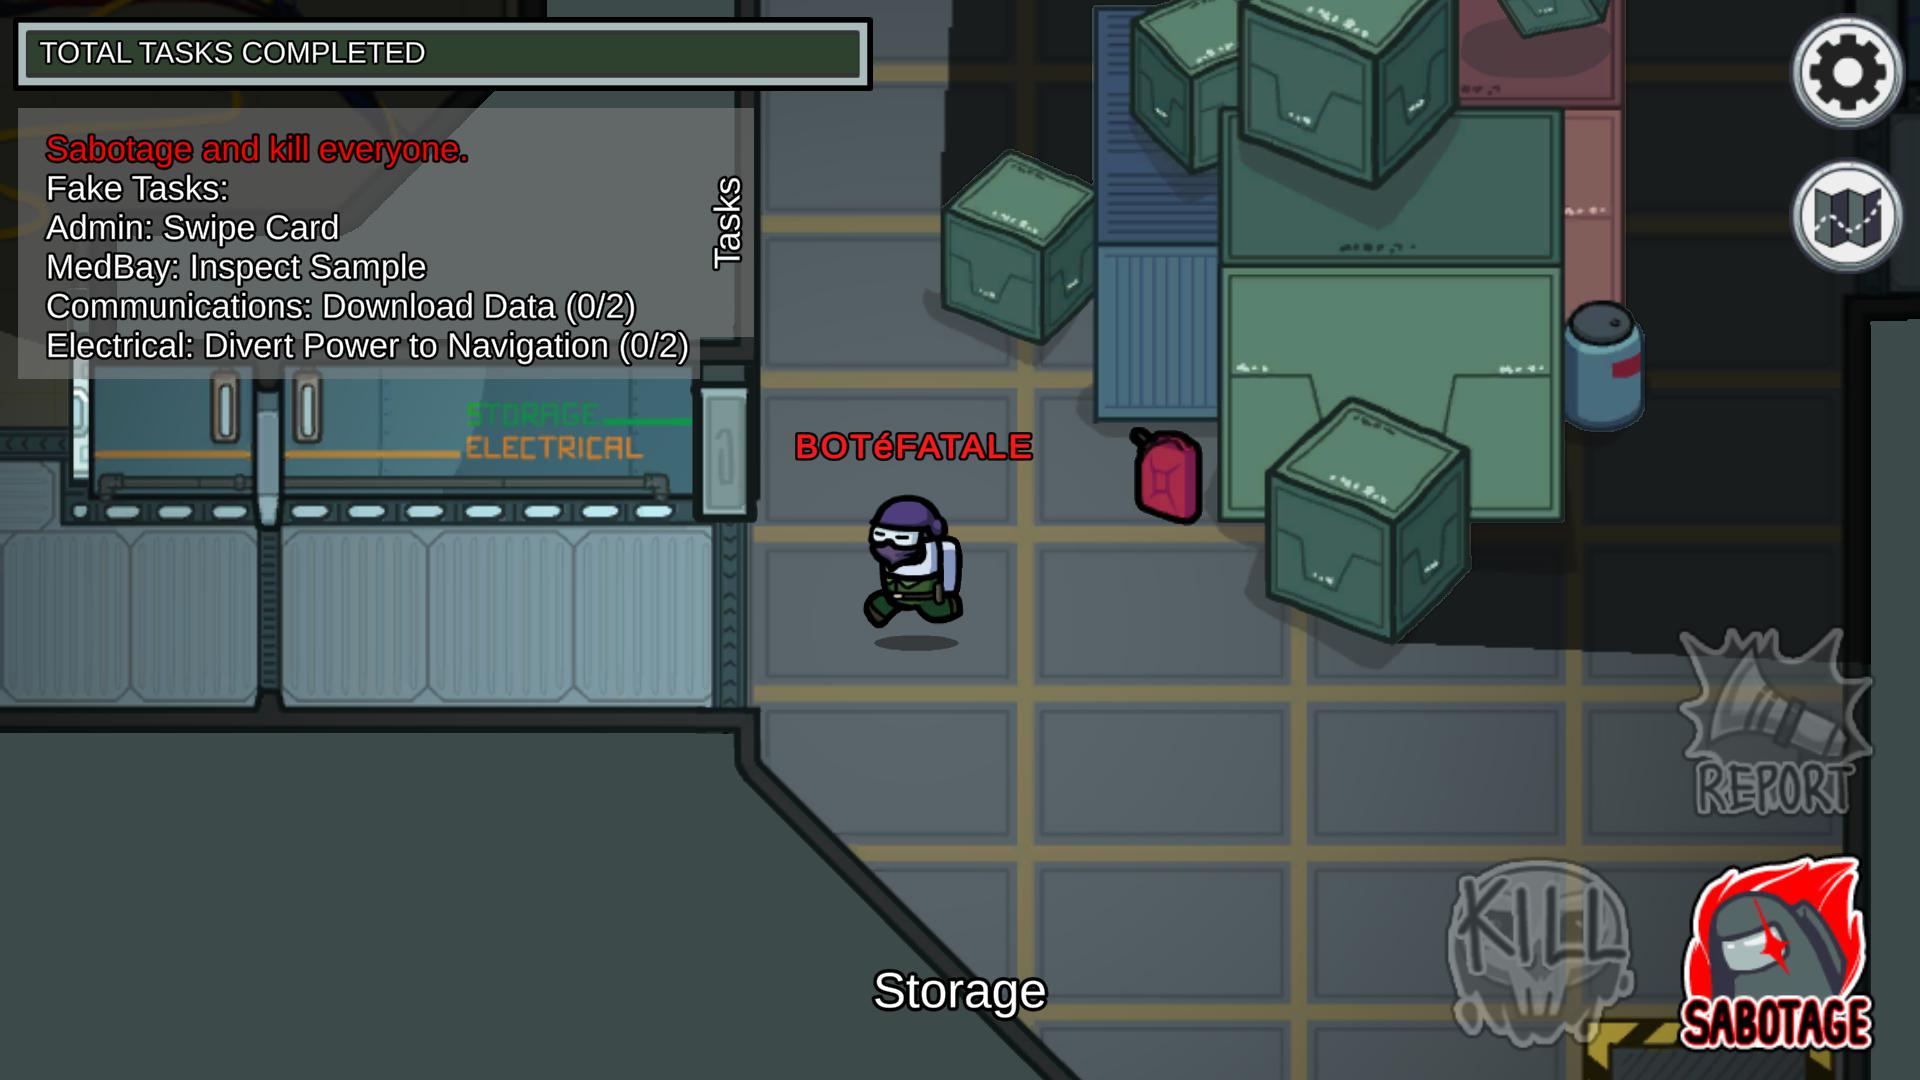 TOTAL TASKS COMPLETED
Sabotage and kill everyone.
Fake Tasks:
Admin: Swipe Card
MedBay: Inspect Sample
Communications: Download Data (0/2)
Electrical: Divert Power to Navigation (0/2)
Tasks
STORAGE
ELECTRICAL
BOTéFATALE
REPORT
KILL
SABOTAGE
Storage